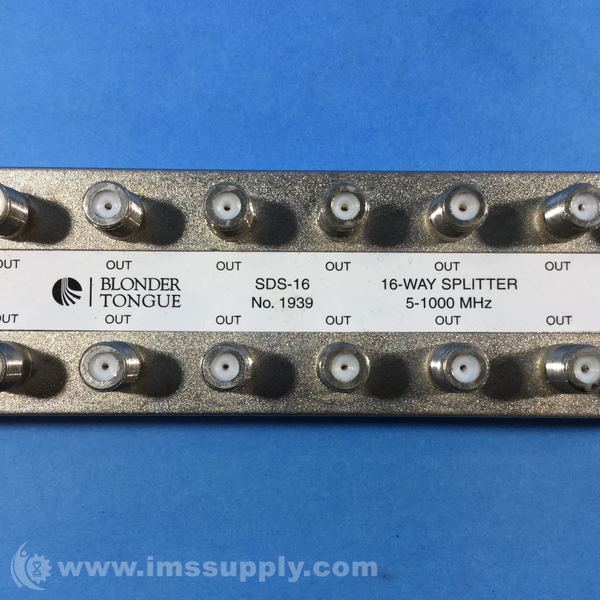 OUT OUT OUT OUT OUT OUT
BLONDER
TONGUE
SDS-16
No. 1939
16-WAY SPLITTER
5-1000 MHz
OUT OUT OUT OUT OUT OUT
www.imssupply.com